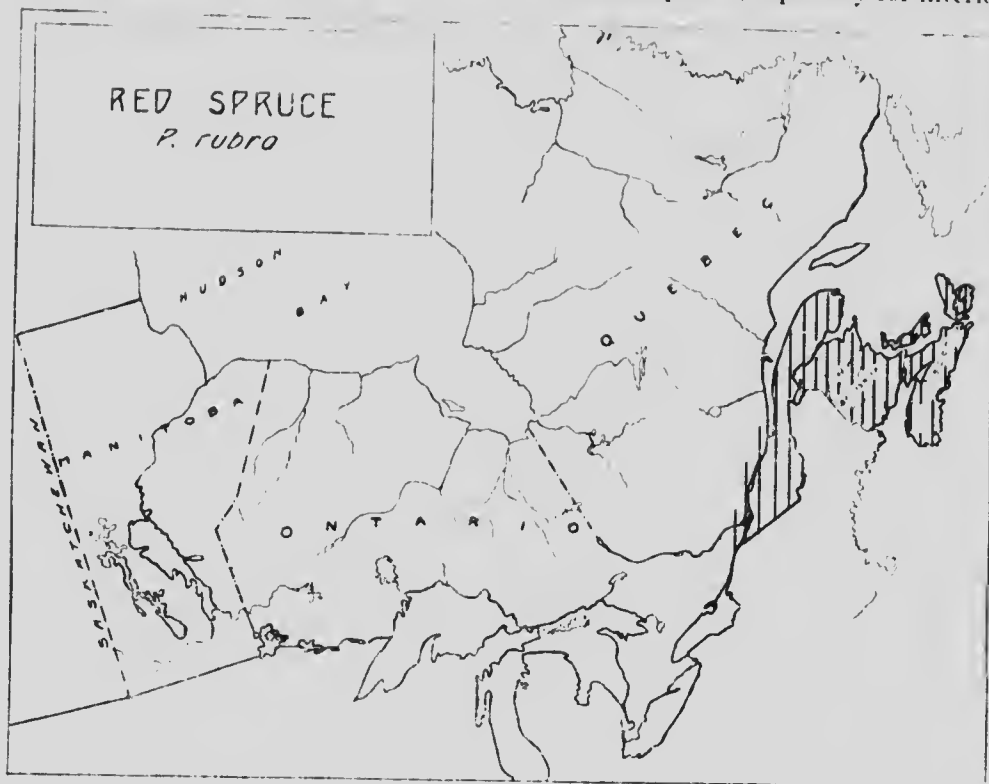 RED SPRUCE
P. rubra
HUDSON
BAY
QUEBEC
MANITOBA
SASKATCHEWAN
ONTARIO